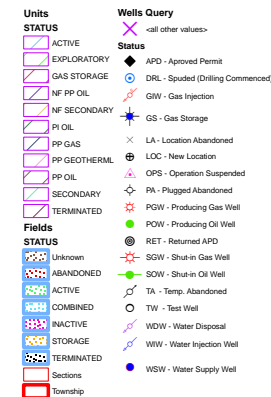 Units
STATUS
ACTIVE
EXPLORATORY
GAS STORAGE
NF PP OIL
NF SECONDARY
PI OIL
PP GAS
PP GEOTHERML
PP OIL
SECONDARY
TERMINATED
Fields
STATUS
Unknown
ABANDONED
ACTIVE
COMBINED
INACTIVE
STORAGE
TERMINATED
Sections
Township
Wells Query
<all other values>
Status
APD - Aproved Permit
DRL - Spuded (Drilling Commenced)
GIW - Gas Injection
GS - Gas Storage
LA - Location Abandoned
LOC - New Location
OPS - Operation Suspended
PA - Plugged Abandoned
PGW - Producing Gas Well
POW - Producing Oil Well
RET - Returned APD
SGW - Shut-in Gas Well
SOW - Shut-in Oil Well
TA - Temp. Abandoned
TW - Test Well
WDW - Water Disposal
WIW - Water Injection Well
WSW - Water Supply Well